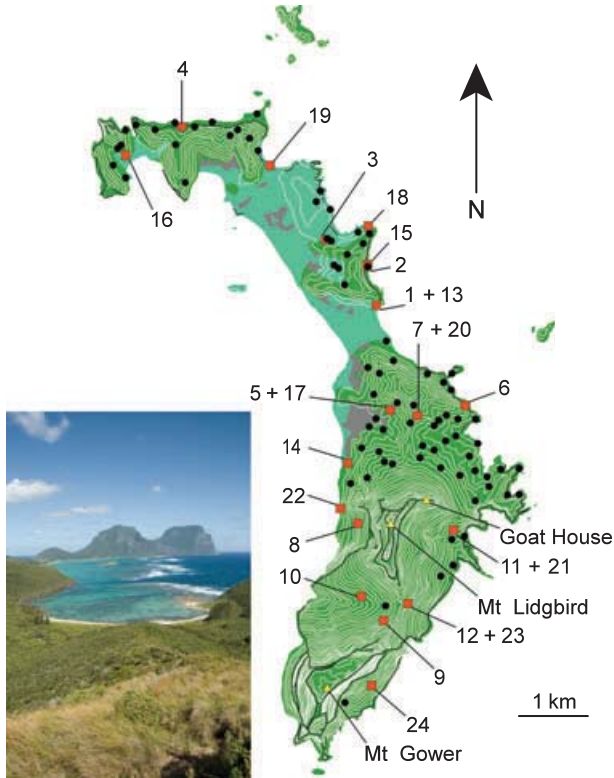 4
19
3
18
N
16
15
2
1 + 13
7 + 20
5 + 17
6
14
22
Goat House
8
11 + 21
10
Mt Lidgbird
12 + 23
9
24
1 km
Mt Gower